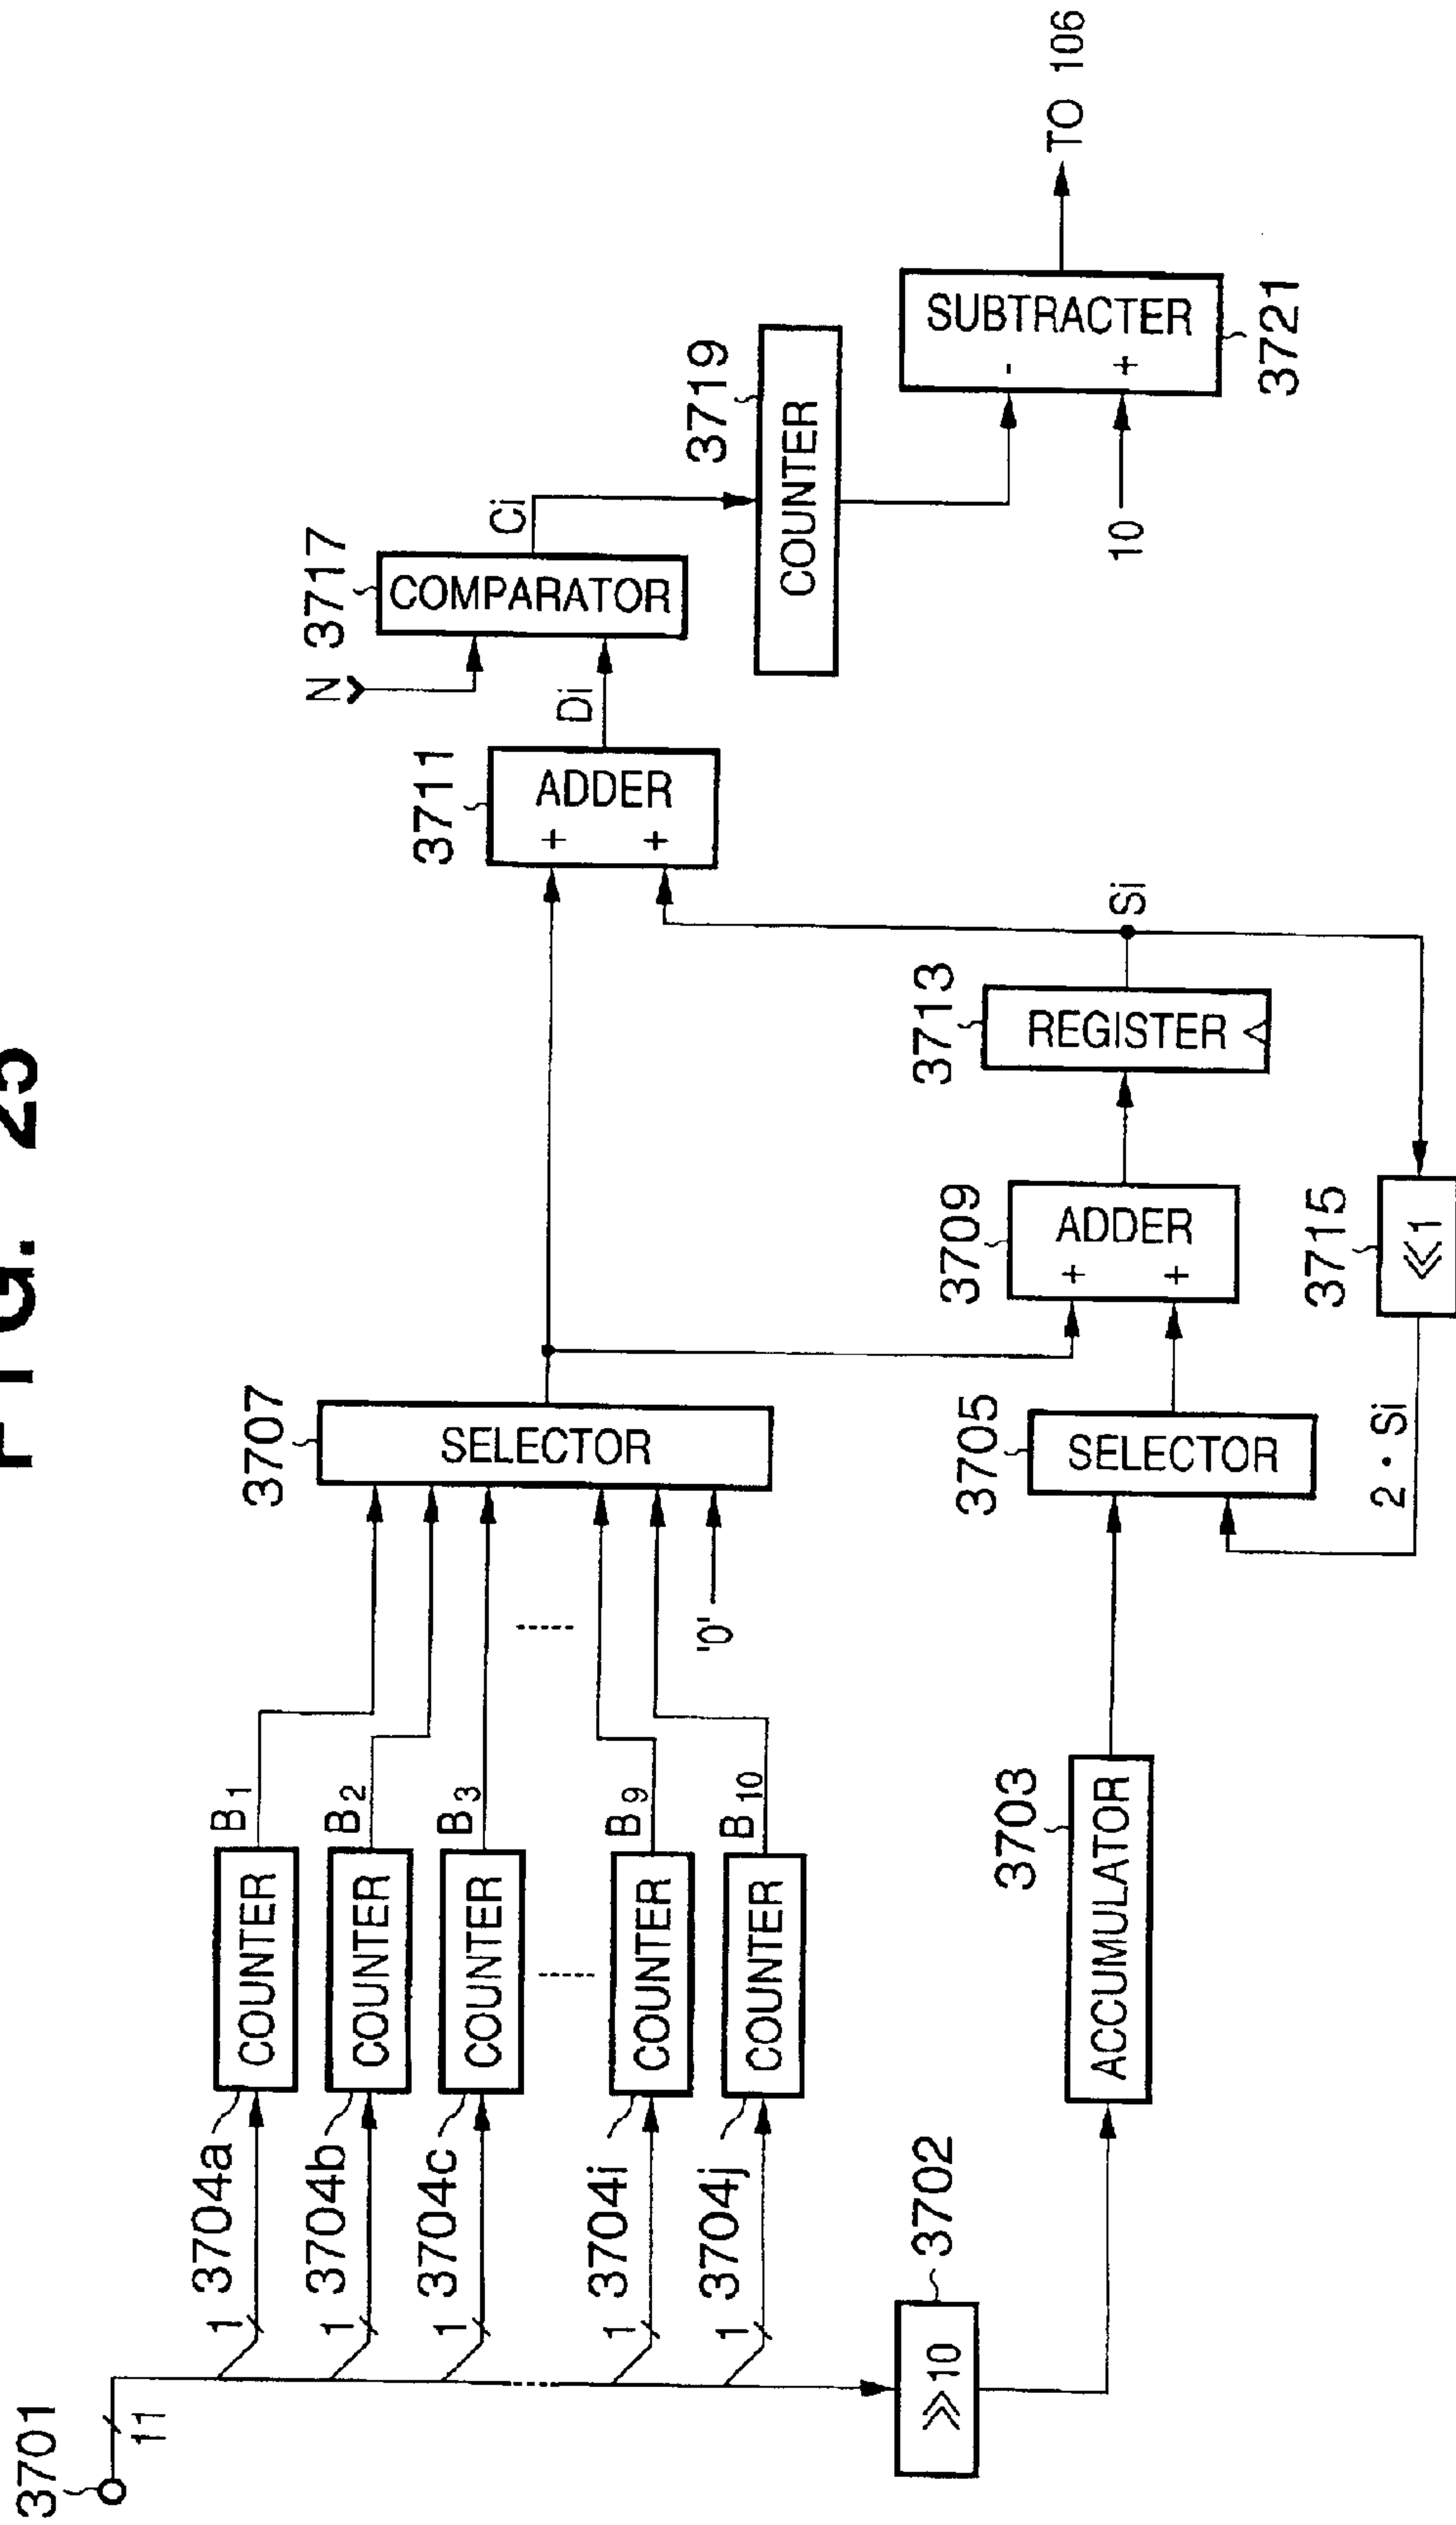 FIG. 25
3701
11
1
3704a
COUNTER
B1
1
3704b
COUNTER
B2
1
3704c
COUNTER
B3
1
3704i
COUNTER
B9
1
3704j
COUNTER
B10
'0'
3707
SELECTOR
≫10
3702
3703
ACCUMULATOR
3705
SELECTOR
2・Si
3709
ADDER
+
+
3713
REGISTER
Si
3715
≪1
3711
ADDER
+
+
Di
N
3717
COMPARATOR
Ci
3719
COUNTER
10
SUBTRACTER
-
+
3721
TO 106